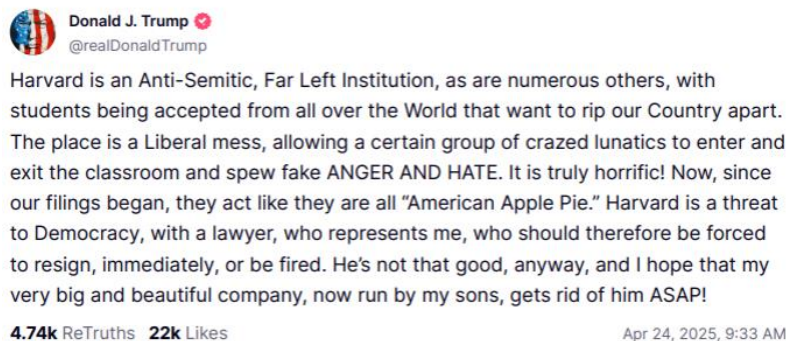 Donald J. Trump
@realDonaldTrump
Harvard is an Anti-Semitic, Far Left Institution, as are numerous others, with
students being accepted from all over the World that want to rip our Country apart.
The place is a Liberal mess, allowing a certain group of crazed lunatics to enter and
exit the classroom and spew fake ANGER AND HATE. It is truly horrific! Now, since
our filings began, they act like they are all “American Apple Pie.” Harvard is a threat
to Democracy, with a lawyer, who represents me, who should therefore be forced
to resign, immediately, or be fired. He’s not that good, anyway, and I hope that my
very big and beautiful company, now run by my sons, gets rid of him ASAP!
4.74k ReTruths 22k Likes Apr 24, 2025, 9:33 AM